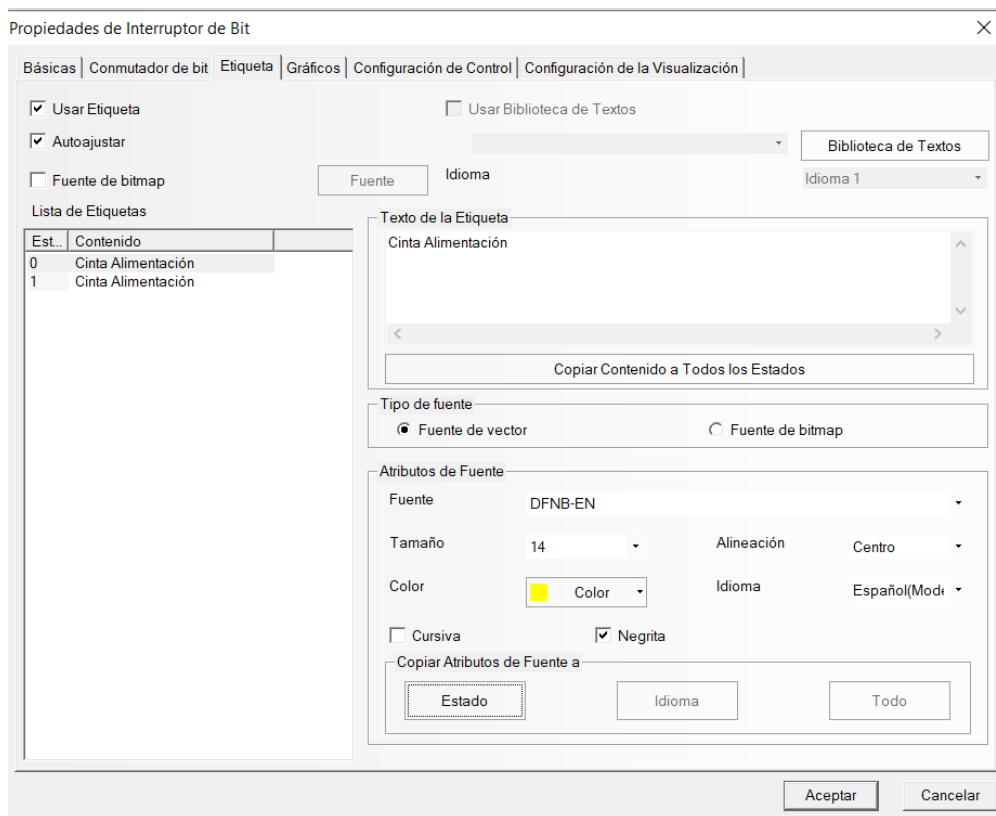 Propiedades de Interruptor de Bit
Básicas Conmutador de bit Etiqueta Gráficos Configuración de Control Configuración de la Visualización
Usar Etiqueta
Usar Biblioteca de Textos
Autoajustar
Biblioteca de Textos
Fuente de bitmap
Fuente
Idioma
Idioma 1
Lista de Etiquetas
Est... Contenido
0 Cinta Alimentación
1 Cinta Alimentación
Texto de la Etiqueta
Cinta Alimentación
Copiar Contenido a Todos los Estados
Tipo de fuente
Fuente de vector
Fuente de bitmap
Atributos de Fuente
Fuente DFNB-EN
Tamaño 14 Alineación Centro
Color Color Idioma Español(Mode
Cursiva Negrita
Copiar Atributos de Fuente a
Estado Idioma Todo
Aceptar Cancelar